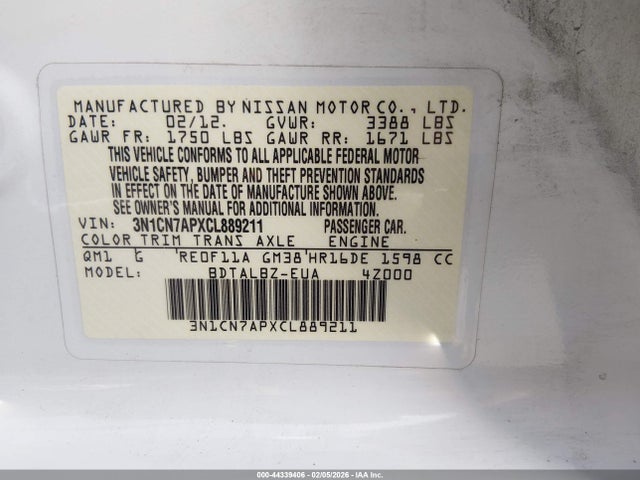 MANUFACTURED BY NISSAN MOTOR CO., LTD.
DATE: 02/12. GVWR: 3388 LBS
GAWR FR: 1750 LBS GAWR RR: 1671 LBS
THIS VEHICLE CONFORMS TO ALL APPLICABLE FEDERAL MOTOR
VEHICLE SAFETY, BUMPER AND THEFT PREVENTION STANDARDS
IN EFFECT ON THE DATE OF MANUFACTURE SHOWN ABOVE.
SEE OWNER'S MANUAL FOR ADDITIONAL INFORMATION
VIN: 3N1CN7APXCL889211 PASSENGER CAR.
COLOR TRIM TRANS AXLE ENGINE
QM1 G RE0F11A GM38 HR16DE 1598 CC
MODEL: BDTALBZ-EUA 4Z000
3N1CN7APXCL889211
000-44339406 - 02/05/2026 - IAA Inc.